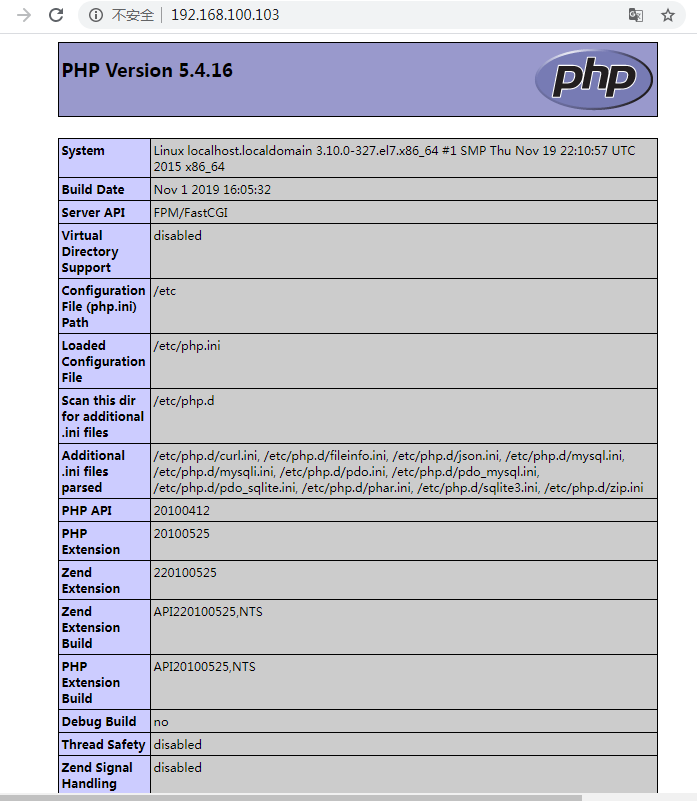 不安全 192.168.100.103
PHP Version 5.4.16
php
System
Linux localhost.localdomain 3.10.0-327.el7.x86_64 #1 SMP Thu Nov 19 22:10:57 UTC
2015 x86_64
Build Date
Nov 1 2019 16:05:32
Server API
FPM/FastCGI
Virtual
Directory
Support
disabled
Configuration
File (php.ini)
Path
/etc
Loaded
Configuration
File
/etc/php.ini
Scan this dir
for additional
.ini files
/etc/php.d
Additional
.ini files
parsed
/etc/php.d/curl.ini, /etc/php.d/fileinfo.ini, /etc/php.d/json.ini, /etc/php.d/mysql.ini,
/etc/php.d/mysqli.ini, /etc/php.d/pdo.ini, /etc/php.d/pdo_mysql.ini,
/etc/php.d/pdo_sqlite.ini, /etc/php.d/phar.ini, /etc/php.d/sqlite3.ini, /etc/php.d/zip.ini
PHP API
20100412
PHP
Extension
20100525
Zend
Extension
220100525
Zend
Extension
Build
API220100525,NTS
PHP
Extension
Build
API20100525,NTS
Debug Build
no
Thread Safety
disabled
Zend Signal
Handling
disabled